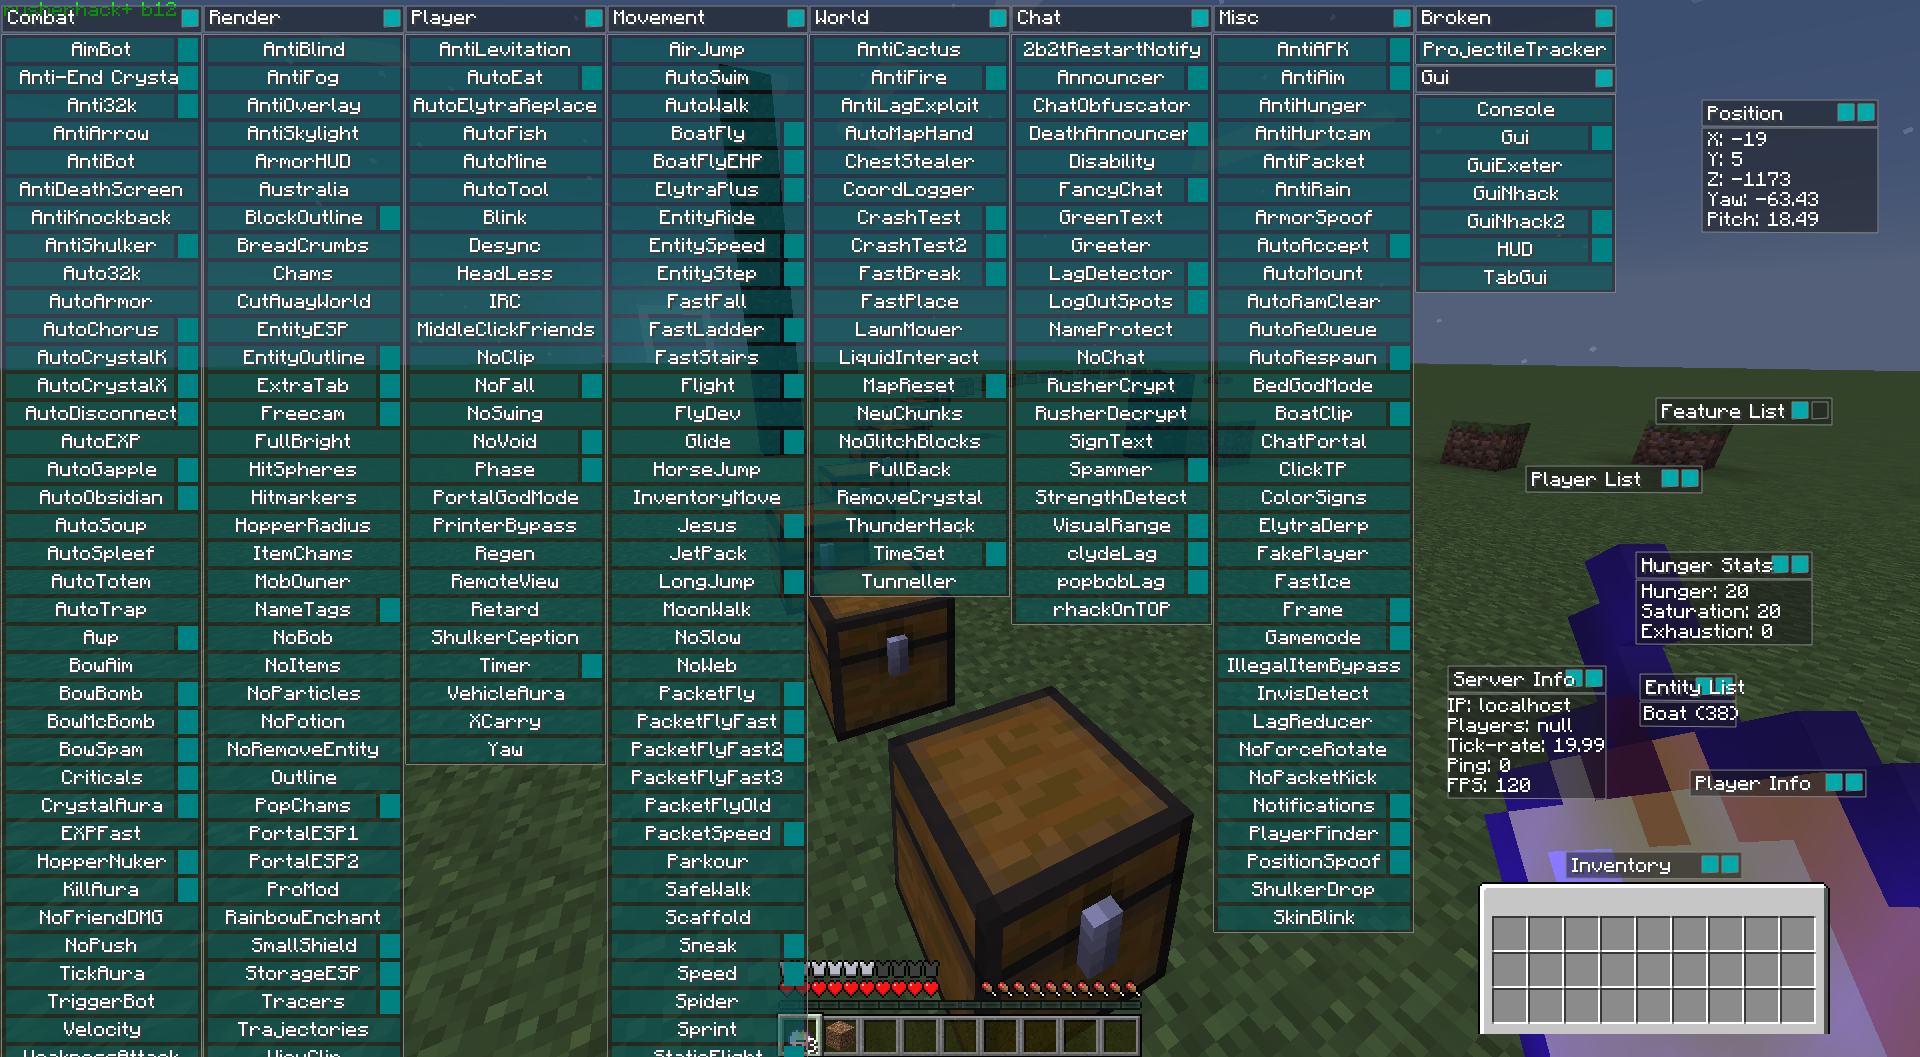 rusherhack+ b12
Combat
AimBot
Anti-End Crysta
Anti32k
AntiArrow
AntiBot
AntiDeathScreen
AntiKnockback
AntiShulker
Auto32k
AutoArmor
AutoChorus
AutoCrystalK
AutoCrystalX
AutoDisconnect
AutoEXP
AutoGapple
AutoObsidian
AutoSoup
AutoSpleef
AutoTotem
AutoTrap
Awp
BowAim
BowBomb
BowMcBomb
BowSpam
Criticals
CrystalAura
EXPFast
HopperNuker
KillAura
NoFriendDMG
NoPush
TickAura
TriggerBot
Velocity
WeaknessAttack
Render
AntiBlind
AntiFog
AntiOverlay
AntiSkylight
ArmorHUD
Australia
BlockOutline
BreadCrumbs
Chams
CutAwayWorld
EntityESP
EntityOutline
ExtraTab
Freecam
FullBright
HitSpheres
Hitmarkers
HopperRadius
ItemChams
MobOwner
NameTags
NoBob
NoItems
NoParticles
NoPotion
NoRemoveEntity
Outline
PopChams
PortalESP1
PortalESP2
ProMod
RainbowEnchant
SmallShield
StorageESP
Tracers
Trajectories
ViewClip
Player
AntiLevitation
AutoEat
AutoElytraReplace
AutoFish
AutoMine
AutoTool
Blink
Desync
HeadLess
IRC
MiddleClickFriends
NoClip
NoFall
NoSwing
NoVoid
Phase
PortalGodMode
PrinterBypass
Regen
RemoteView
Retard
ShulkerCeption
Timer
VehicleAura
XCarry
Yaw
Movement
AirJump
AutoSwim
AutoWalk
BoatFly
BoatFlyEHP
ElytraPlus
EntityRide
EntitySpeed
EntityStep
FastFall
FastLadder
FastStairs
Flight
FlyDev
Glide
HorseJump
InventoryMove
Jesus
JetPack
LongJump
MoonWalk
NoSlow
NoWeb
PacketFly
PacketFlyFast
PacketFlyFast2
PacketFlyFast3
PacketFlyOld
PacketSpeed
Parkour
SafeWalk
Scaffold
Sneak
Speed
Spider
Sprint
StaticFlight
World
AntiCactus
AntiFire
AntiLagExploit
AutoMapHand
ChestStealer
CoordLogger
CrashTest
CrashTest2
FastBreak
FastPlace
LawnMower
LiquidInteract
MapReset
NewChunks
NoGlitchBlocks
PullBack
RemoveCrystal
ThunderHack
TimeSet
Tunneller
Chat
2b2tRestartNotify
Announcer
ChatObfuscator
DeathAnnouncer
Disability
FancyChat
GreenText
Greeter
LagDetector
LogOutSpots
NameProtect
NoChat
RusherCrypt
RusherDecrypt
SignText
Spammer
StrengthDetect
VisualRange
clydeLag
popbobLag
rhackOnTOP
Misc
AntiAFK
AntiAim
AntiHunger
AntiHurtcam
AntiPacket
AntiRain
ArmorSpoof
AutoAccept
AutoMount
AutoRamClear
AutoReQueue
AutoRespawn
BedGodMode
BoatClip
ChatPortal
ClickTP
ColorSigns
ElytraDerp
FakePlayer
FastIce
Frame
Gamemode
IllegalItemBypass
InvisDetect
LagReducer
NoForceRotate
NoPacketKick
Notifications
PlayerFinder
PositionSpoof
ShulkerDrop
SkinBlink
Broken
ProjectileTracker
Gui
Console
Gui
GuiExeter
GuiNhack
GuiNhack2
HUD
TabGui
Position
X: -19
Y: 5
Z: -1173
Yaw: -63.43
Pitch: 18.49
Feature List
Player List
Hunger Stats
Hunger: 20
Saturation: 20
Exhaustion: 0
Server Info
IP: localhost
Players: null
Tick-rate: 19.99
Ping: 0
FPS: 120
Entity List
Boat (38)
Player Info
Inventory
3